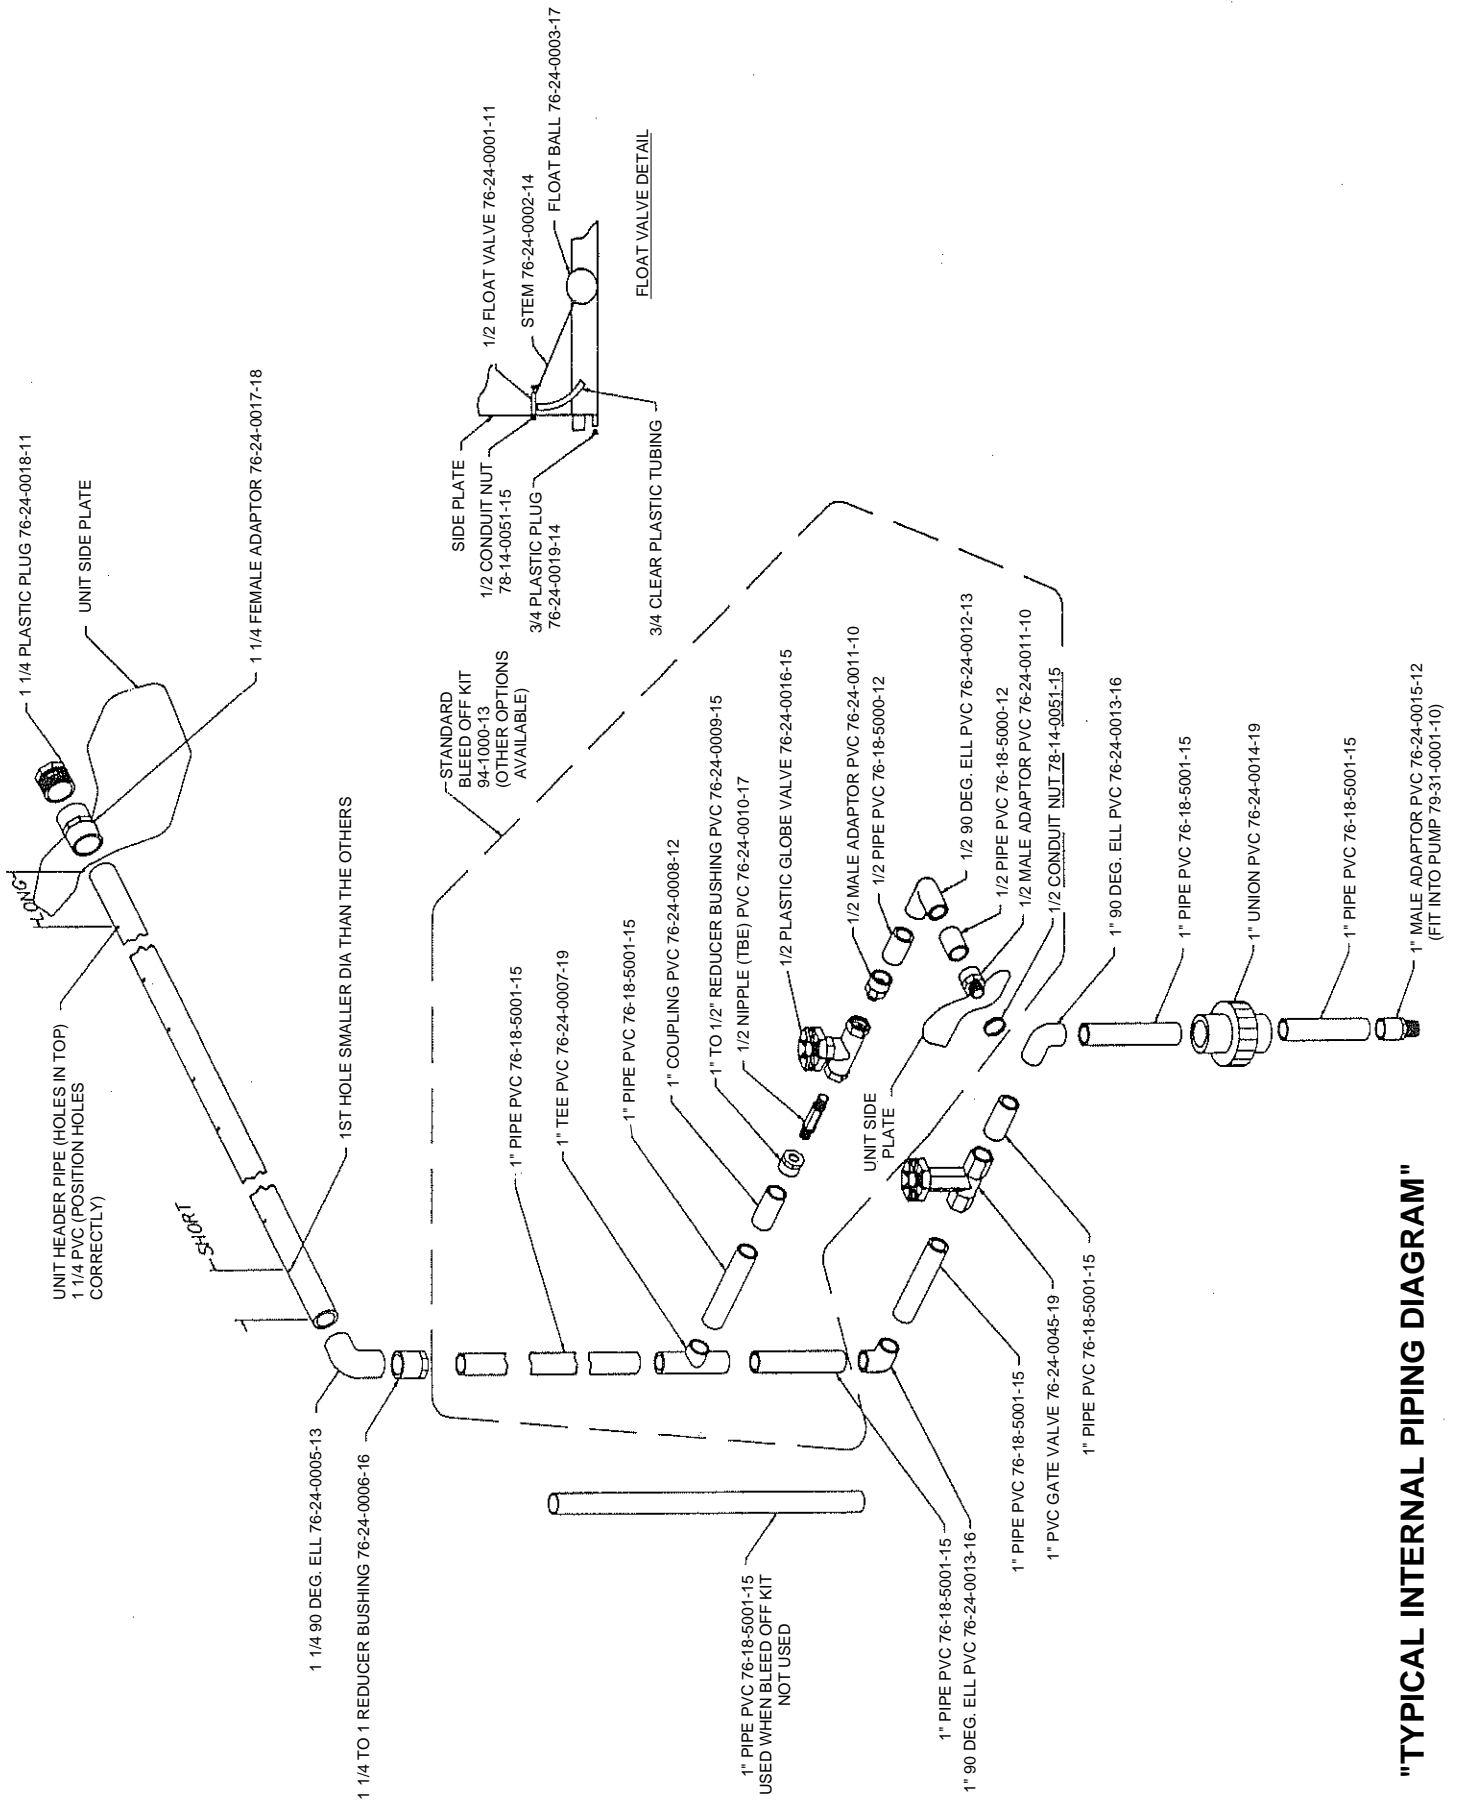 1 1/4 PLASTIC PLUG 76-24-0018-11
UNIT SIDE PLATE
1 1/4 FEMALE ADAPTOR 76-24-0017-18
LONG
UNIT HEADER PIPE (HOLES IN TOP)
1 1/4 PVC (POSITION HOLES
CORRECTLY)
SHORT
1ST HOLE SMALLER DIA THAN THE OTHERS
1 1/4 90 DEG. ELL 76-24-0005-13
1 1/4 TO 1 REDUCER BUSHING 76-24-0006-16
1/2 FLOAT VALVE 76-24-0001-11
STEM 76-24-0002-14
FLOAT BALL 76-24-0003-17
SIDE PLATE
1/2 CONDUIT NUT
78-14-0051-15
3/4 PLASTIC PLUG
76-24-0019-14
3/4 CLEAR PLASTIC TUBING
FLOAT VALVE DETAIL
STANDARD
BLEED OFF KIT
94-1000-13
(OTHER OPTIONS
AVAILABLE)
1" PIPE PVC 76-18-5001-15
1" TEE PVC 76-24-0007-19
1" PIPE PVC 76-18-5001-15
1" COUPLING PVC 76-24-0008-12
1" TO 1/2" REDUCER BUSHING PVC 76-24-0009-15
1/2 NIPPLE (TBE) PVC 76-24-0010-17
1/2 PLASTIC GLOBE VALVE 76-24-0016-15
1/2 MALE ADAPTOR PVC 76-24-0011-10
1/2 PIPE PVC 76-18-5000-12
1/2 90 DEG. ELL PVC 76-24-0012-13
1/2 PIPE PVC 76-18-5000-12
1/2 MALE ADAPTOR PVC 76-24-0011-10
1/2 CONDUIT NUT 78-14-0051-15
UNIT SIDE
PLATE
1" 90 DEG. ELL PVC 76-24-0013-16
1" PIPE PVC 76-18-5001-15
1" UNION PVC 76-24-0014-19
1" PIPE PVC 76-18-5001-15
1" MALE ADAPTOR PVC 76-24-0015-12
(FIT INTO PUMP 79-31-0001-10)
1" PIPE PVC 76-18-5001-15
USED WHEN BLEED OFF KIT
NOT USED
1" PIPE PVC 76-18-5001-15
1" 90 DEG. ELL PVC 76-24-0013-16
1" PIPE PVC 76-18-5001-15
1" PVC GATE VALVE 76-24-0045-19
1" PIPE PVC 76-18-5001-15
"TYPICAL INTERNAL PIPING DIAGRAM"